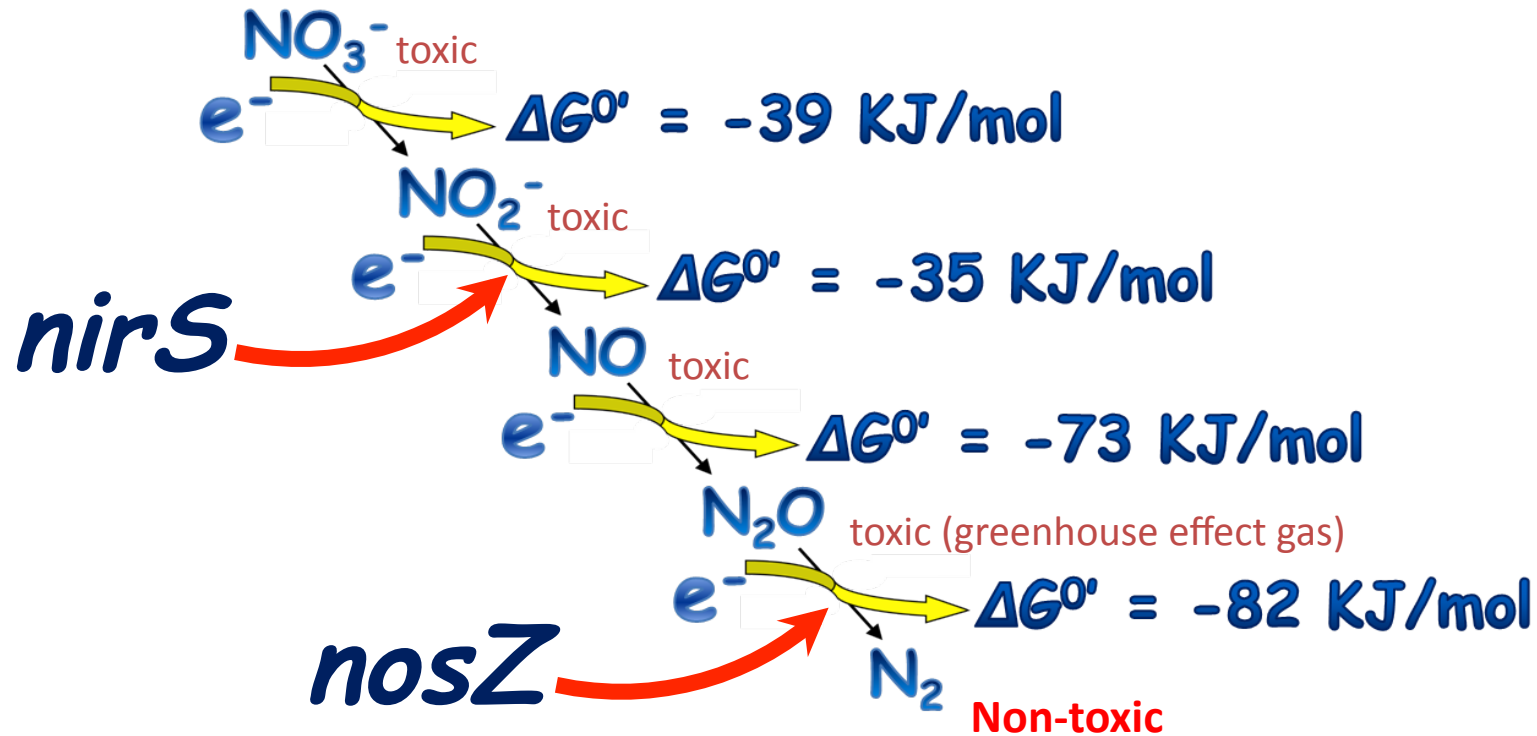 NO₃⁻ toxic
e⁻ ΔG⁰' = -39 KJ/mol
NO₂⁻ toxic
e⁻ ΔG⁰' = -35 KJ/mol
nirS
NO toxic
e⁻ ΔG⁰' = -73 KJ/mol
N₂O toxic (greenhouse effect gas)
e⁻ ΔG⁰' = -82 KJ/mol
nosZ
N₂ Non-toxic